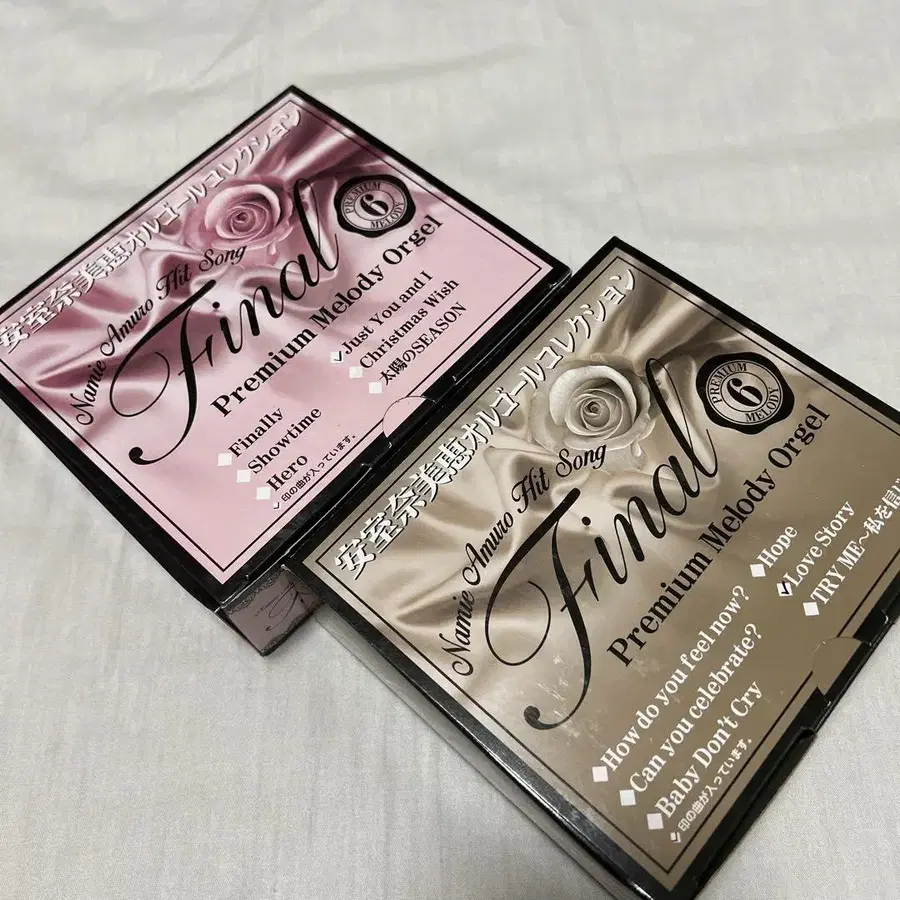 安室奈美恵オルゴールコレクション
Namie Amuro Hit Song
Final
PREMIUM
6
MELODY
Premium Melody Orgel
Finally
Showtime
Hero
Just You and I
Christmas Wish
太陽のSEASON
印の曲が入っています。
安室奈美恵オルゴールコレクション
Namie Amuro Hit Song
Final
PREMIUM
6
MELODY
Premium Melody Orgel
How do you feel now?
Can you celebrate?
Baby Don't Cry
Hope
Love Story
TRY ME～私を信じ
印の曲が入っています。